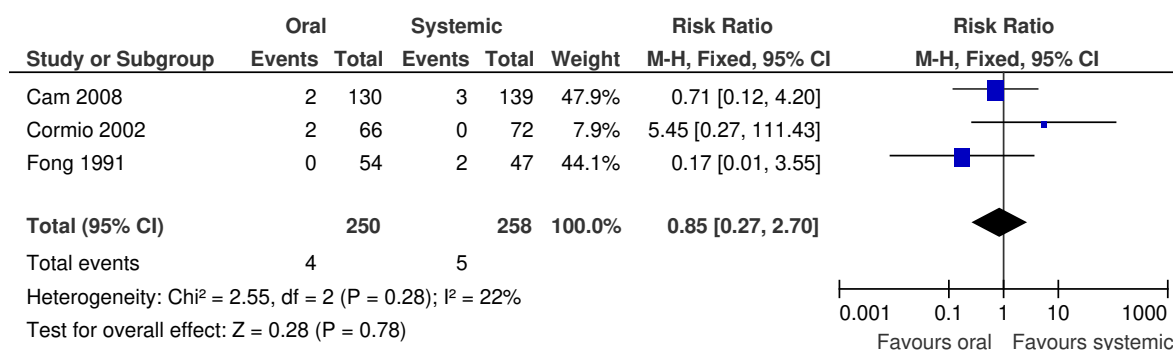 Oral Systemic Risk Ratio Risk Ratio
Study or Subgroup Events Total Events Total Weight M-H, Fixed, 95% CI M-H, Fixed, 95% CI
Cam 2008 2 130 3 139 47.9% 0.71 [0.12, 4.20]
Cormio 2002 2 66 0 72 7.9% 5.45 [0.27, 111.43]
Fong 1991 0 54 2 47 44.1% 0.17 [0.01, 3.55]
Total (95% CI) 250 258 100.0% 0.85 [0.27, 2.70]
Total events 4 5
Heterogeneity: Chi² = 2.55, df = 2 (P = 0.28); I² = 22%
Test for overall effect: Z = 0.28 (P = 0.78)
0.001 0.1 1 10 1000
Favours oral Favours systemic